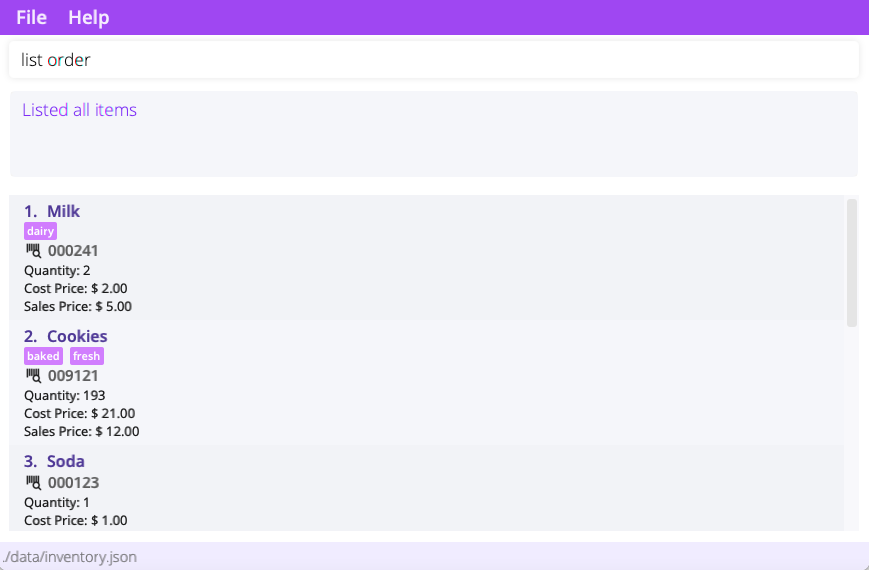 File Help
list order
Listed all items
1. Milk
dairy
000241
Quantity: 2
Cost Price: $ 2.00
Sales Price: $ 5.00
2. Cookies
baked fresh
009121
Quantity: 193
Cost Price: $ 21.00
Sales Price: $ 12.00
3. Soda
000123
Quantity: 1
Cost Price: $ 1.00
./data/inventory.json